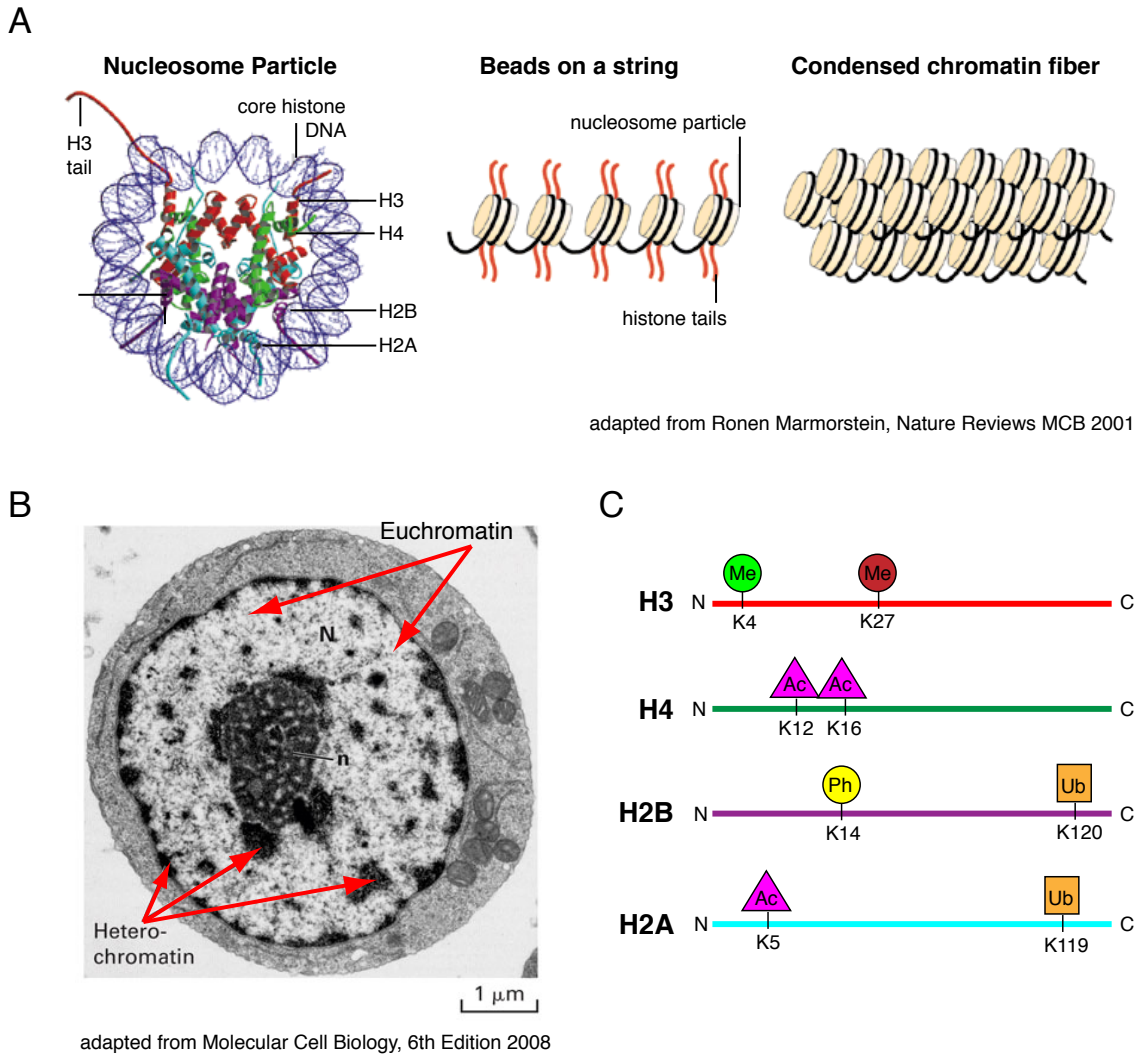 A
Nucleosome Particle
Beads on a string
Condensed chromatin fiber
core histone
DNA
H3
tail
H3
H4
H2B
H2A
nucleosome particle
histone tails
adapted from Ronen Marmorstein, Nature Reviews MCB 2001
B
Euchromatin
N
n
Hetero-
chromatin
1 μm
adapted from Molecular Cell Biology, 6th Edition 2008
C
Me
Me
H3 N C
K4
K27
Ac
Ac
H4 N C
K12
K16
Ph
Ub
H2B N C
K14
K120
Ac
Ub
H2A N C
K5
K119